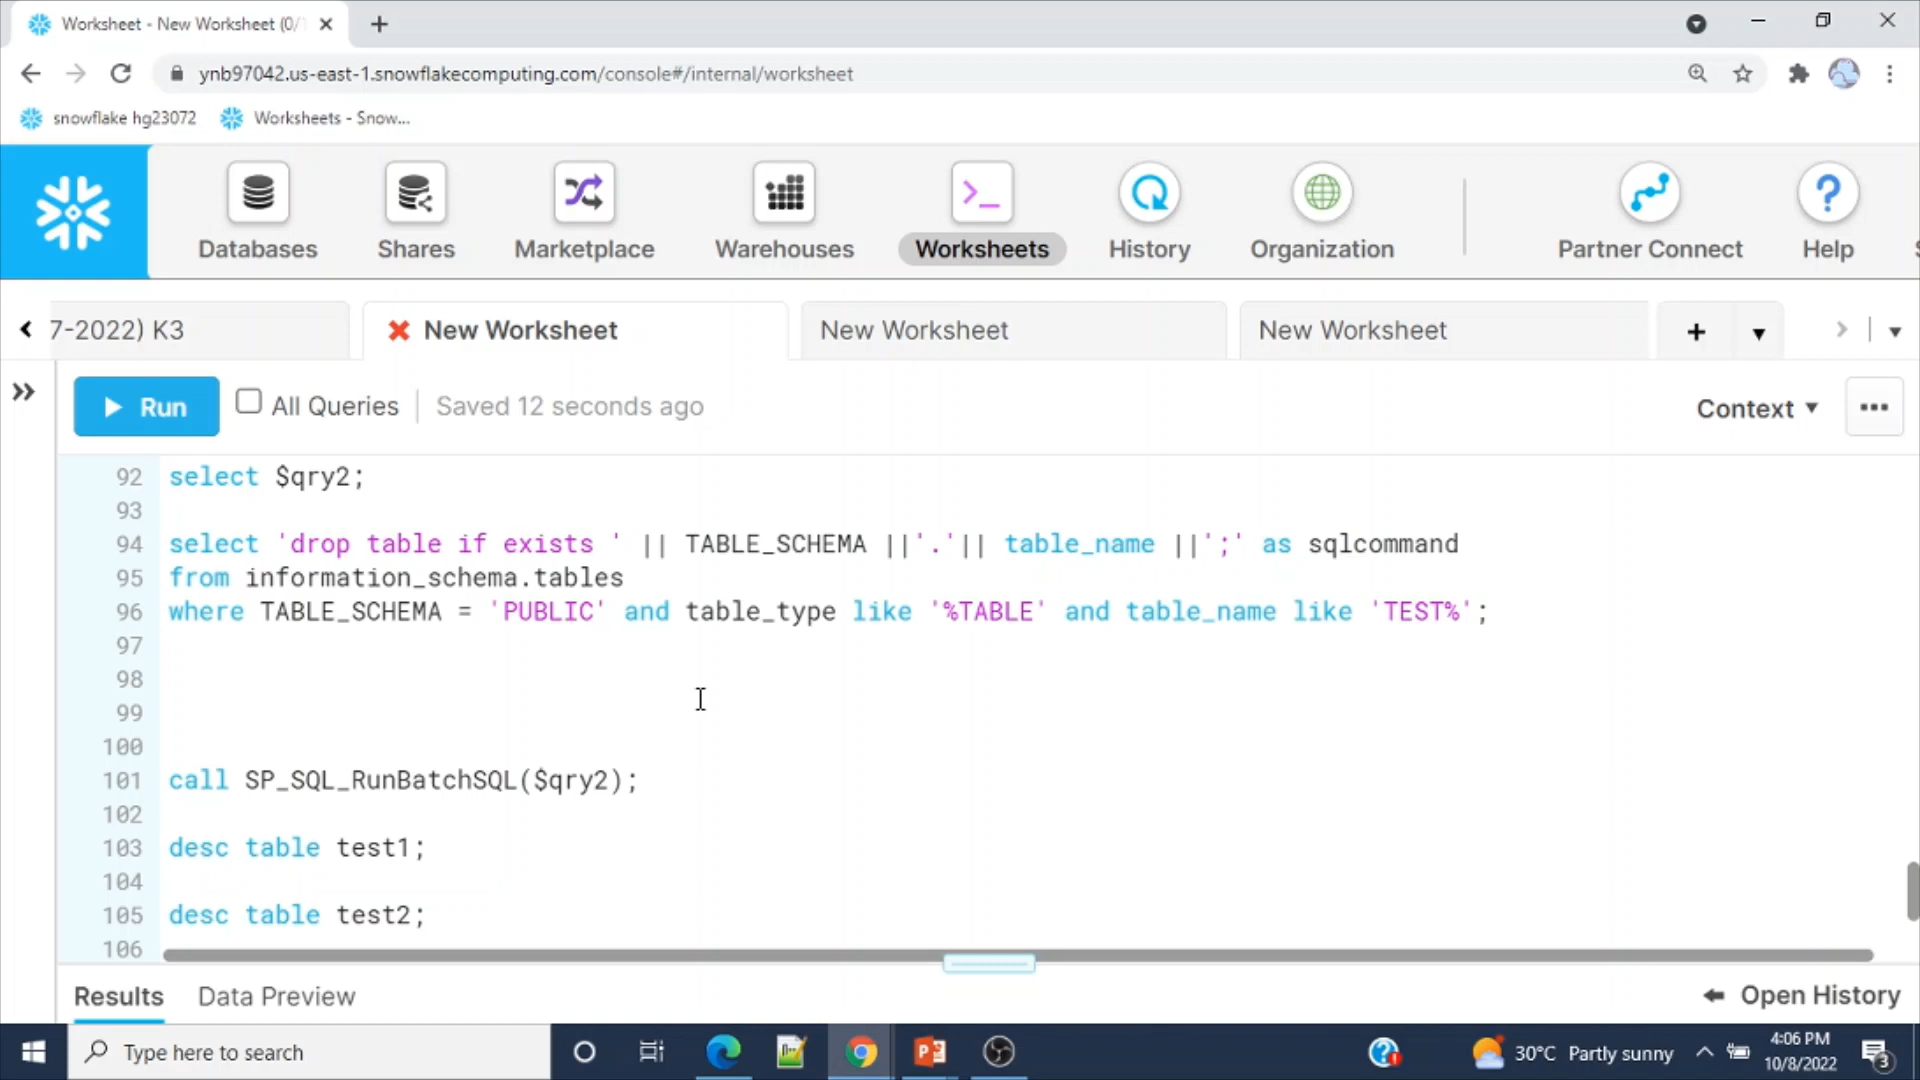 Worksheet - New Worksheet (0/
ynb97042.us-east-1.snowflakecomputing.com/console#/internal/worksheet
snowflake hg23072
Worksheets - Snow...
Databases
Shares
Marketplace
Warehouses
Worksheets
History
Organization
Partner Connect
Help
7-2022) K3
New Worksheet
New Worksheet
New Worksheet
Run
All Queries
Saved 12 seconds ago
Context
92 select $qry2;
93
94 select 'drop table if exists ' || TABLE_SCHEMA ||'.'|| table_name ||';' as sqlcommand
95 from information_schema.tables
96 where TABLE_SCHEMA = 'PUBLIC' and table_type like '%TABLE' and table_name like 'TEST%';
97
98
99
100
101 call SP_SQL_RunBatchSQL($qry2);
102
103 desc table test1;
104
105 desc table test2;
106
Results
Data Preview
Open History
Type here to search
30°C Partly sunny
4:06 PM
10/8/2022
3